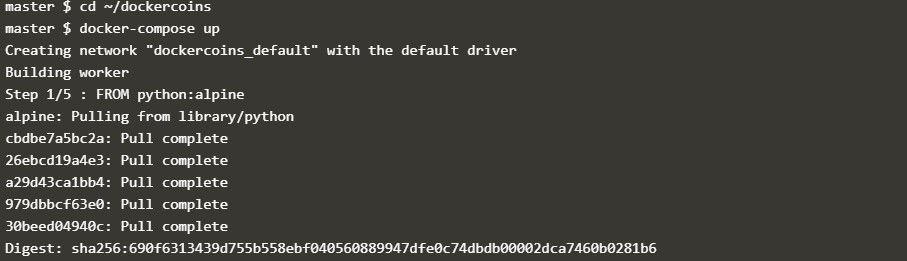 master $ cd ~/dockercoins
master $ docker-compose up
Creating network "dockercoins_default" with the default driver
Building worker
Step 1/5 : FROM python:alpine
alpine: Pulling from library/python
cbdbe7a5bc2a: Pull complete
26ebcd19a4e3: Pull complete
a29d43ca1bb4: Pull complete
979dbbcf63e0: Pull complete
30beed04940c: Pull complete
Digest: sha256:690f6313439d755b558ebf040560889947dfe0c74dbdb00002dca7460b0281b6